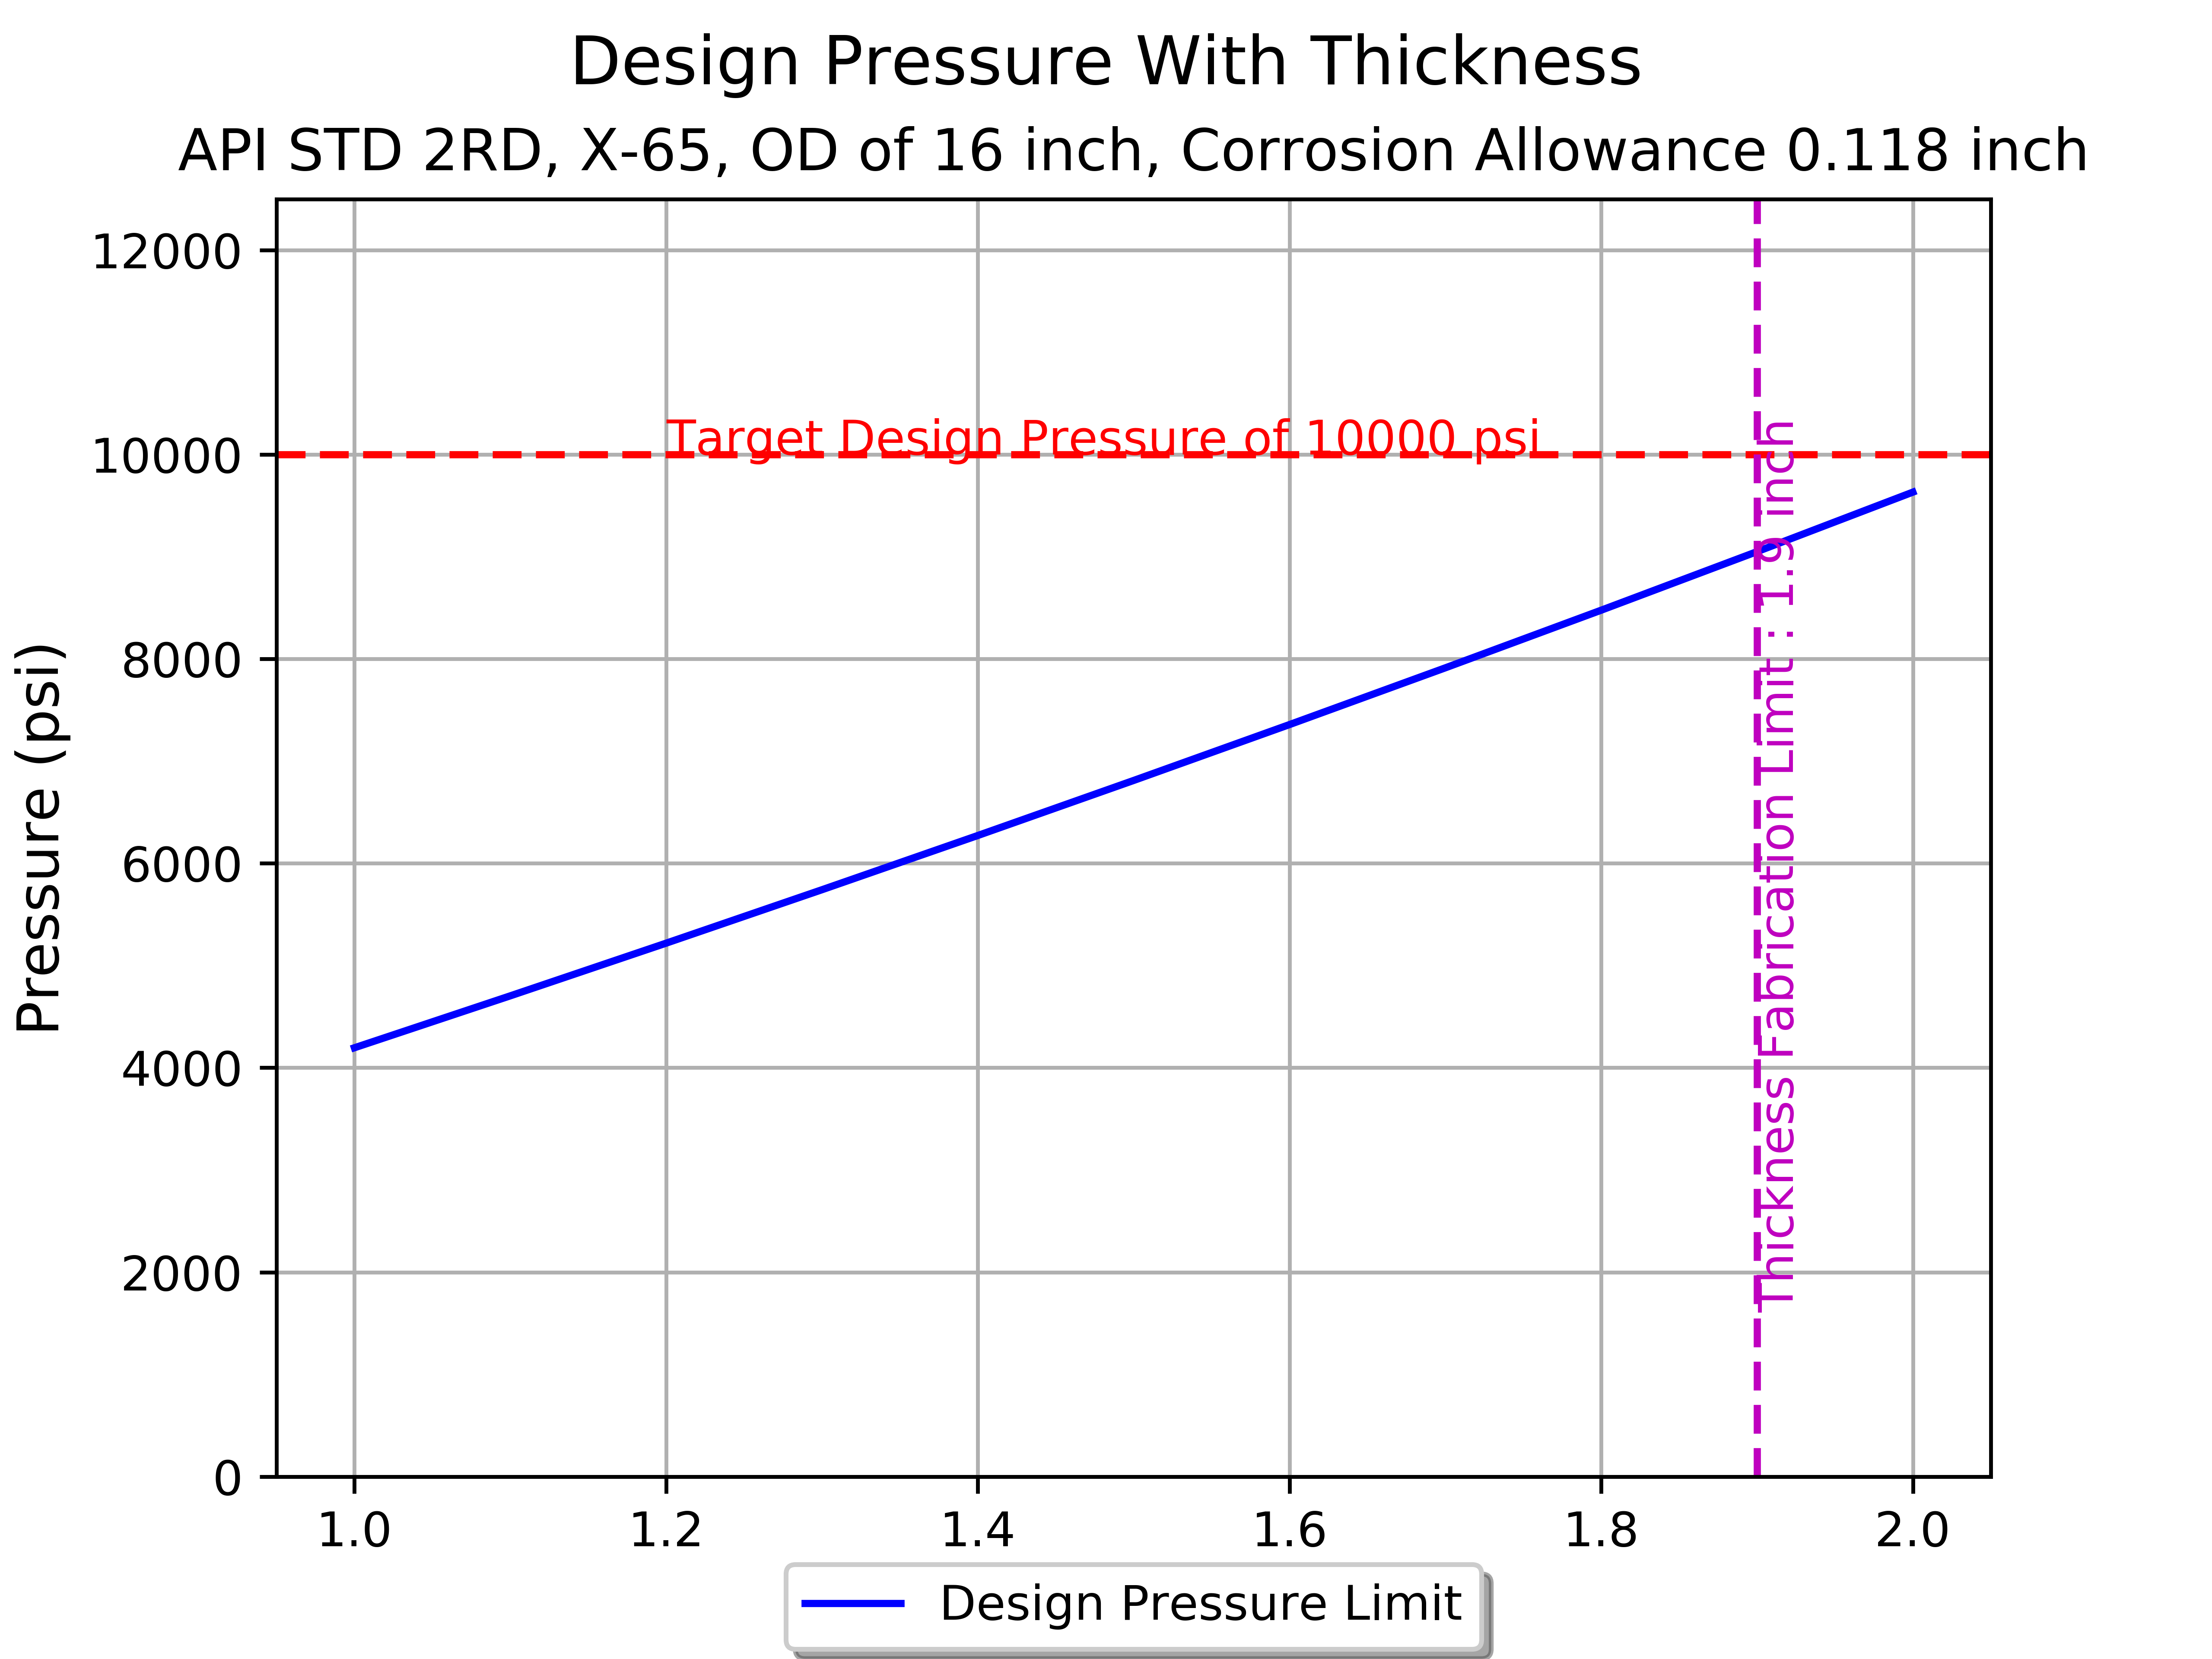 Design Pressure With Thickness
API STD 2RD, X-65, OD of 16 inch, Corrosion Allowance 0.118 inch
Pressure (psi)
12000
10000
8000
6000
4000
2000
0
Target Design Pressure of 10000 psi
Thickness Fabrication Limit : 1.9 inch
1.0 1.2 1.4 1.6 1.8 2.0
Design Pressure Limit